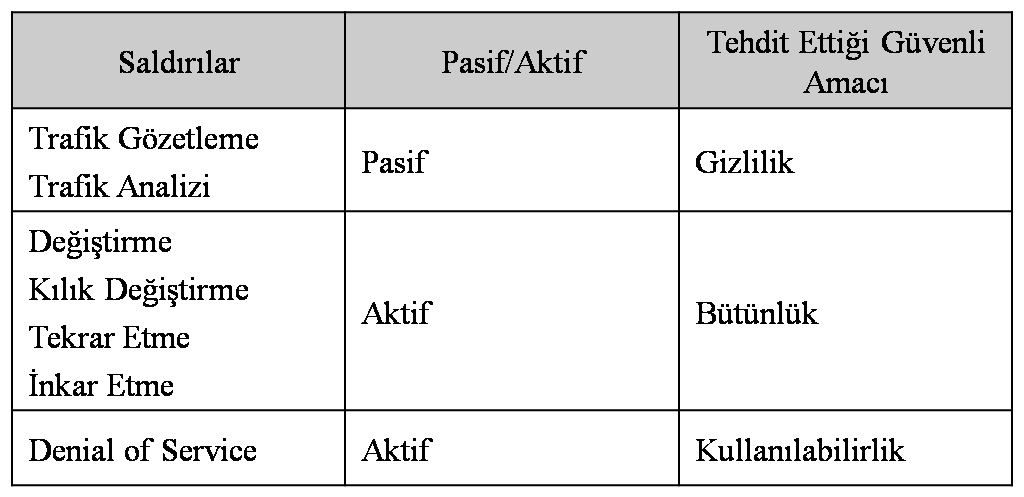 Saldırılar
Pasif/Aktif
Tehdit Ettiği Güvenli
Amacı
Trafik Gözetleme
Trafik Analizi
Pasif
Gizlilik
Değiştirme
Kılık Değiştirme
Tekrar Etme
İnkar Etme
Aktif
Bütünlük
Denial of Service
Aktif
Kullanılabilirlik